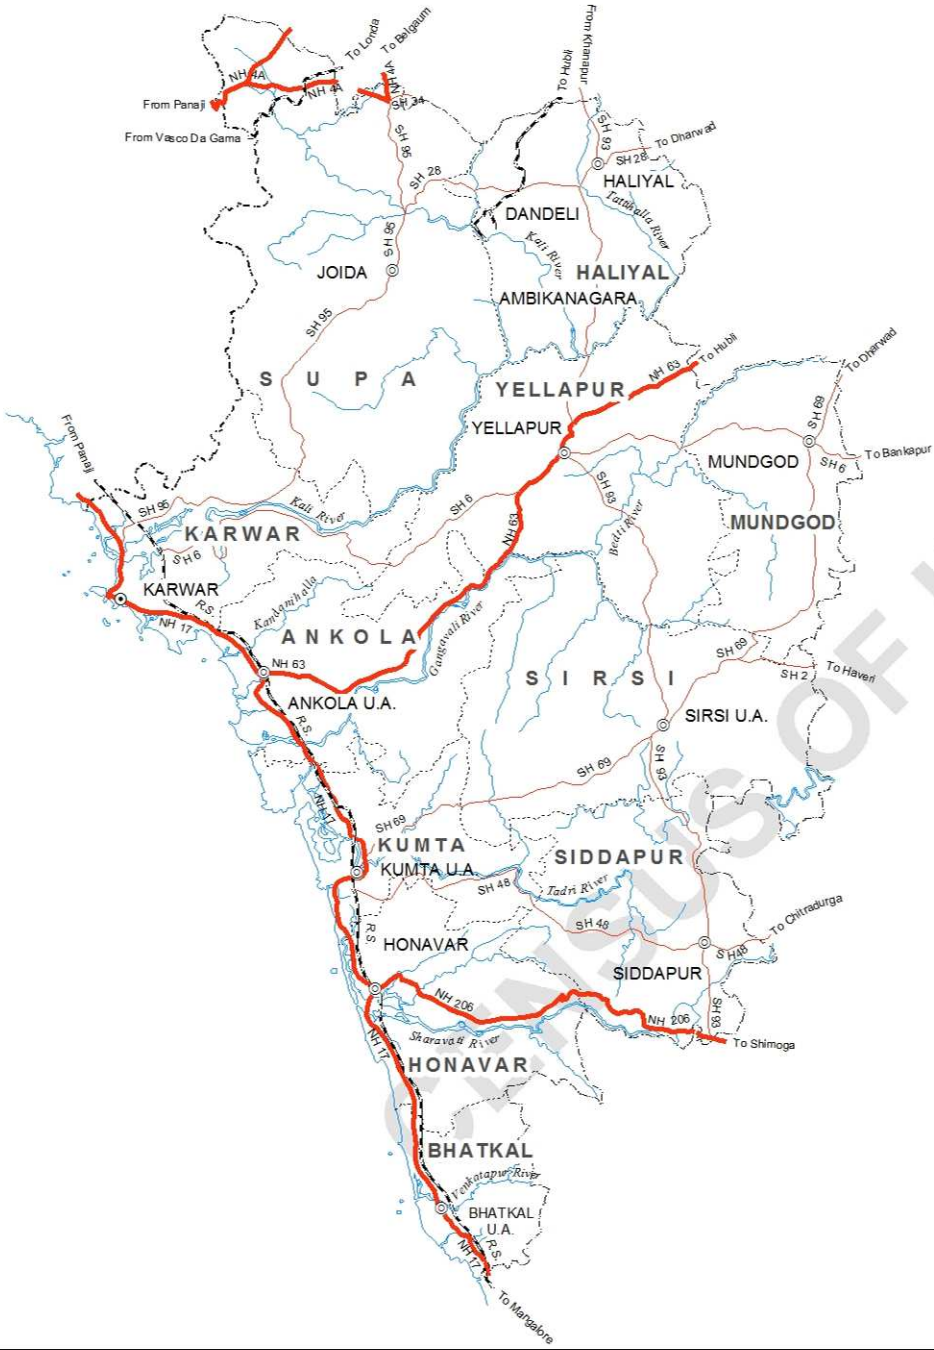 To Londa
To Belgaum
From Khanapur
To Hubli
NH 4A
NH 4A
NH 4A
From Panaji
SH 34
From Vasco Da Gama
SH 95
SH 93
To Dharwad
SH 28
SH 28
HALIYAL
Tattihalla River
DANDELI
SH 95
Kali River
JOIDA
HALIYAL
AMBIKANAGARA
SH 95
To Hubli
To Dharwad
NH 63
SUPA
YELLAPUR
SH 69
From Panaji
YELLAPUR
To Bankapur
MUNDGOD
SH 6
SH 93
SH 95
Kali River
SH 6
NH 63
Bedti River
MUNDGOD
KARWAR
SH 6
KARWAR
R.S
Kandamhalla
NH 17
ANKOLA
Gangavali River
SH 69
NH 63
SH 2
To Haveri
SIRSI
ANKOLA U.A.
R.S.
SIRSI U.A.
SH 69
SH 93
NH 17
SH 69
KUMTA
SIDDAPUR
KUMTA U.A.
SH 48
Tadri River
To Chitradurga
R.S
SH 48
HONAVAR
SH48
SIDDAPUR
NH 206
NH 206
SH 93
NH 17
Sharavati River
To Shimoga
HONAVAR
BHATKAL
Venkatapur River
BHATKAL
U.A.
R.S.
NH 17
To Mangalore
CENSUS OF